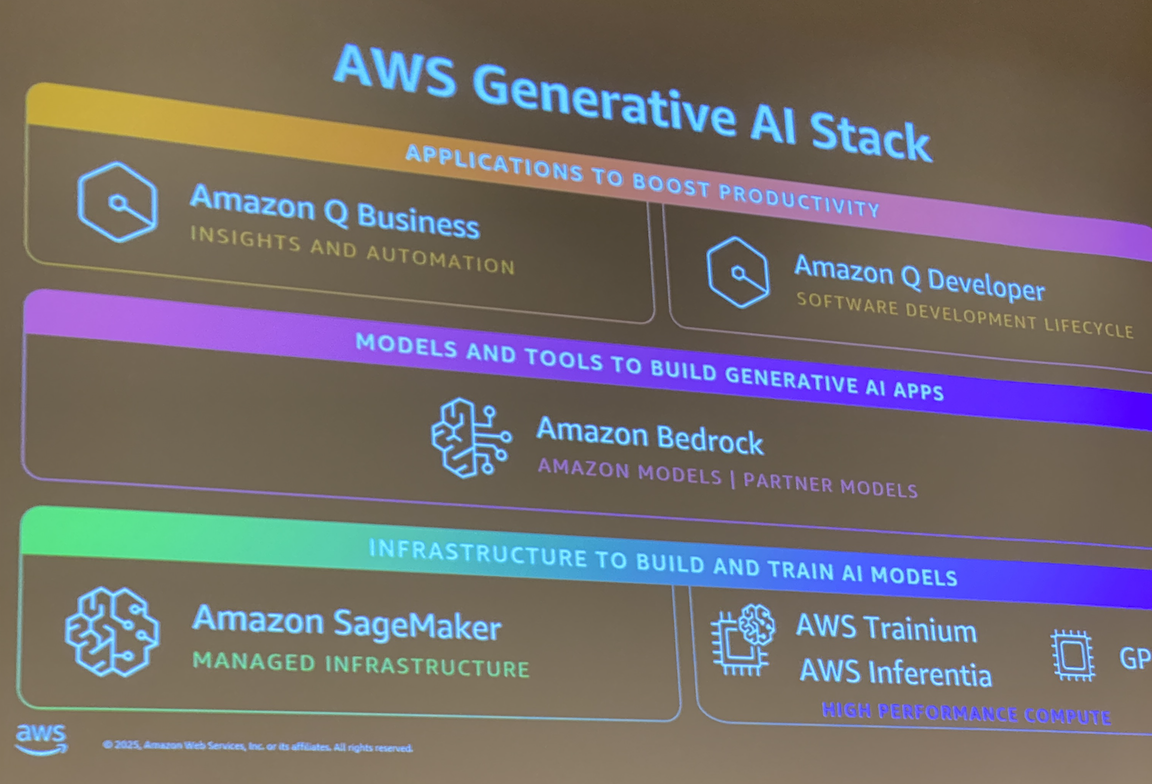 AWS Generative AI Stack
APPLICATIONS TO BOOST PRODUCTIVITY
Amazon Q Business
INSIGHTS AND AUTOMATION
Amazon Q Developer
SOFTWARE DEVELOPMENT LIFECYCLE
MODELS AND TOOLS TO BUILD GENERATIVE AI APPS
Amazon Bedrock
AMAZON MODELS | PARTNER MODELS
INFRASTRUCTURE TO BUILD AND TRAIN AI MODELS
Amazon SageMaker
MANAGED INFRASTRUCTURE
AWS Trainium
AWS Inferentia
GP
HIGH PERFORMANCE COMPUTE
aws
© 2025, Amazon Web Services, Inc. or its affiliates. All rights reserved.